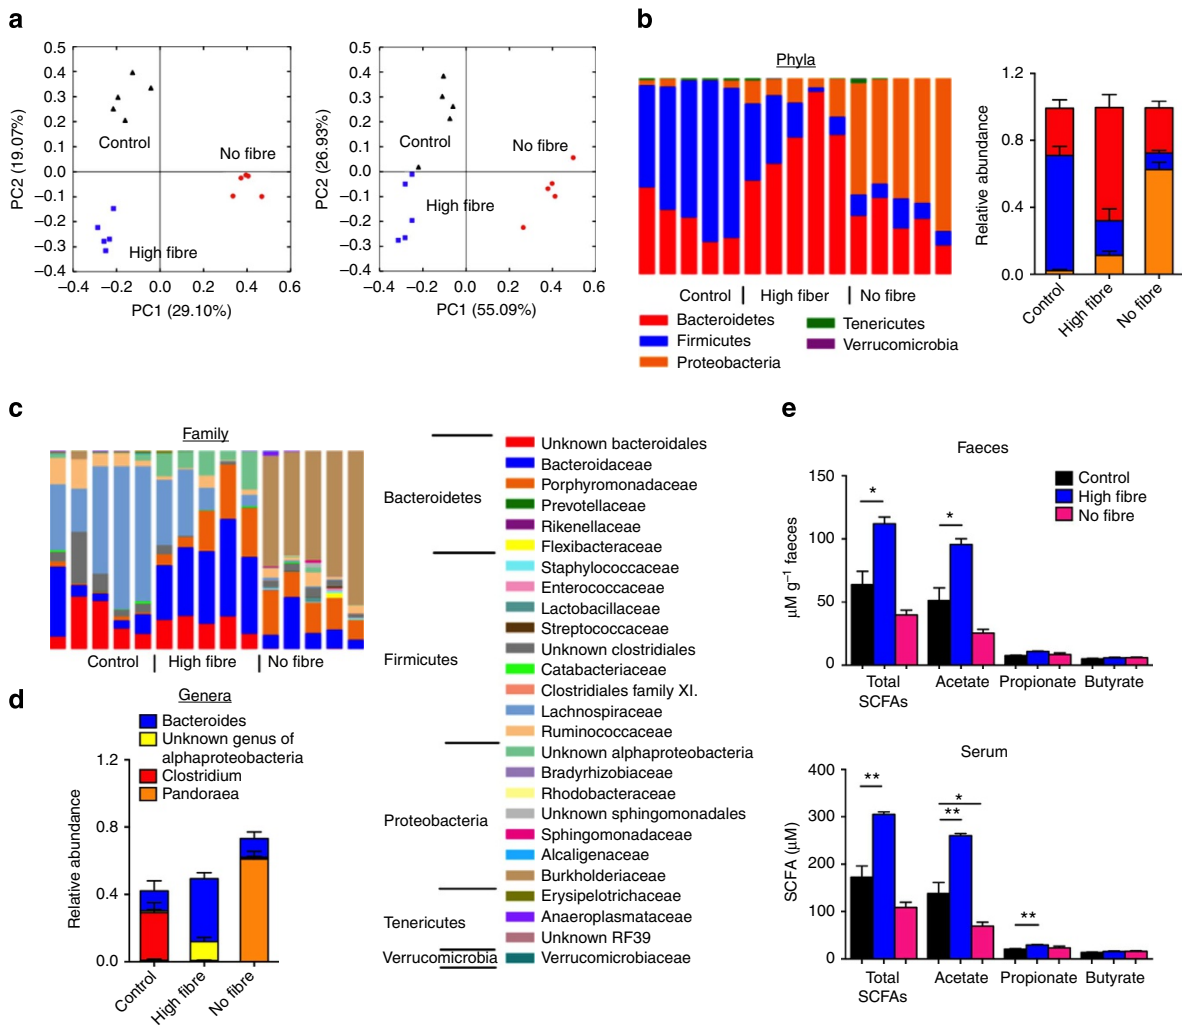 a
0.5
0.4
0.3
0.2
0.1
0.0
−0.1
−0.2
−0.3
−0.4
PC2 (19.07%)
Control
No fibre
High fibre
−0.4 −0.2 0.0 0.2 0.4 0.6
PC1 (29.10%)
0.5
0.4
0.3
0.2
0.1
0.0
−0.1
−0.2
−0.3
−0.4
PC2 (26.93%)
Control
No fibre
High fibre
−0.4 −0.2 0.0 0.2 0.4 0.6
PC1 (55.09%)
b
Phyla
Control High fiber No fibre
Bacteroidetes
Firmicutes
Proteobacteria
Tenericutes
Verrucomicrobia
1.2
0.8
0.4
0.0
Relative abundance
Control
High fibre
No fibre
c
Family
Control High fibre No fibre
Bacteroidetes
Firmicutes
Proteobacteria
Tenericutes
Verrucomicrobia
Unknown bacteroidales
Bacteroidaceae
Porphyromonadaceae
Prevotellaceae
Rikenellaceae
Flexibacteraceae
Staphylococcaceae
Enterococcaceae
Lactobacillaceae
Streptococcaceae
Unknown clostridiales
Catabacteriaceae
Clostridiales family XI.
Lachnospiraceae
Ruminococcaceae
Unknown alphaproteobacteria
Bradyrhizobiaceae
Rhodobacteraceae
Unknown sphingomonadales
Sphingomonadaceae
Alcaligenaceae
Burkholderiaceae
Erysipelotrichaceae
Anaeroplasmataceae
Unknown RF39
Verrucomicrobiaceae
d
Genera
Bacteroides
Unknown genus of
alphaproteobacteria
Clostridium
Pandoraea
1.2
0.8
0.4
0.0
Relative abundance
Control
High fibre
No fibre
e
Faeces
Control
High fibre
No fibre
150
100
50
0
μM g⁻¹ faeces
*
*
Total
SCFAs
Acetate
Propionate
Butyrate
Serum
400
300
200
100
0
SCFA (μM)
**
*
**
**
Total
SCFAs
Acetate
Propionate
Butyrate